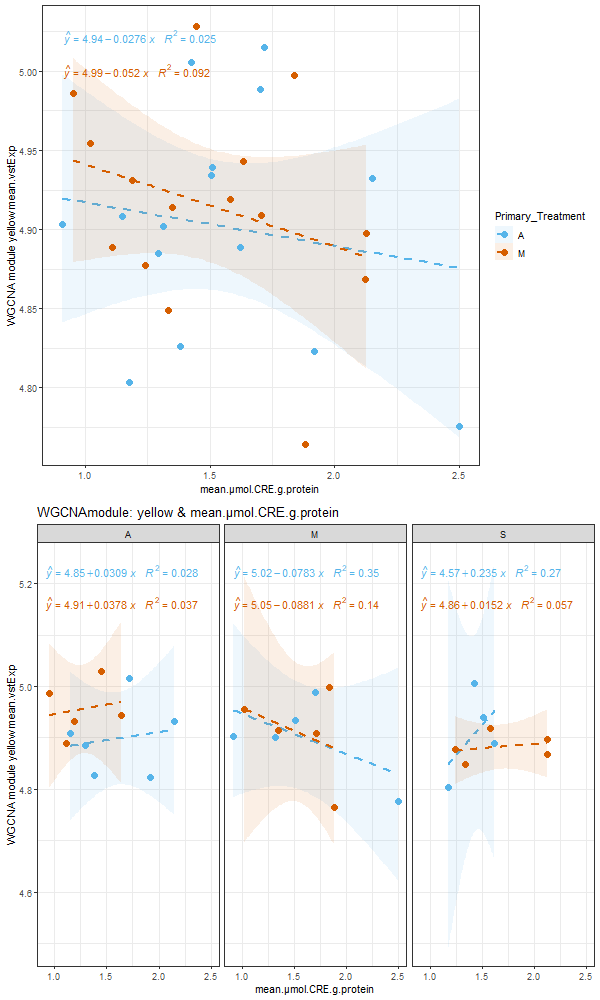 ŷ = 4.94 − 0.0276 x   R² = 0.025
ŷ = 4.99 − 0.052 x   R² = 0.092
5.00
4.95
4.90
4.85
4.80
WGCNA module yellowmean.vstExp
1.0 1.5 2.0 2.5
mean.µmol.CRE.g.protein
Primary_Treatment
A
M
WGCNAmodule: yellow & mean.µmol.CRE.g.protein
A M S
ŷ = 4.85 + 0.0309 x   R² = 0.028 ŷ = 5.02 − 0.0783 x   R² = 0.35 ŷ = 4.57 + 0.235 x   R² = 0.27
ŷ = 4.91 + 0.0378 x   R² = 0.037 ŷ = 5.05 − 0.0881 x   R² = 0.14 ŷ = 4.86 + 0.0152 x   R² = 0.057
5.2
5.0
4.8
4.6
WGCNA module yellowmean.vstExp
1.0 1.5 2.0 2.5 1.0 1.5 2.0 2.5 1.0 1.5 2.0 2.5
mean.µmol.CRE.g.protein